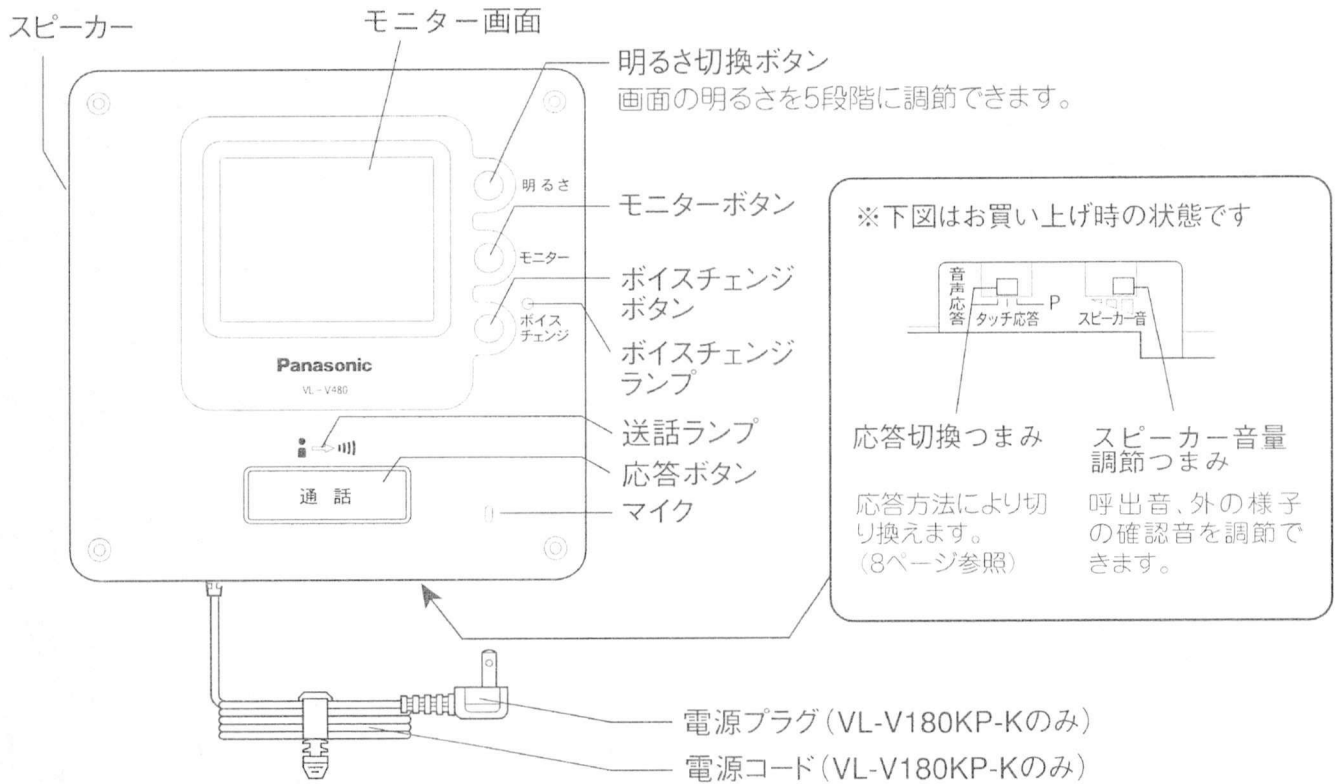 スピーカー
モニター画面
明るさ切換ボタン
画面の明るさを5段階に調節できます。
明るさ
モニターボタン
モニター
ボイスチェンジ
ボタン
ボイス
チェンジ
ボイスチェンジ
ランプ
Panasonic
VL-V480
送話ランプ
応答ボタン
通話
マイク
※下図はお買い上げ時の状態です
音声応答
タッチ応答
P
スピーカー音
応答切換つまみ
応答方法により切
り換えます。
(8ページ参照)
スピーカー音量
調節つまみ
呼出音、外の様子
の確認音を調節で
きます。
電源プラグ(VL-V180KP-Kのみ)
電源コード(VL-V180KP-Kのみ)